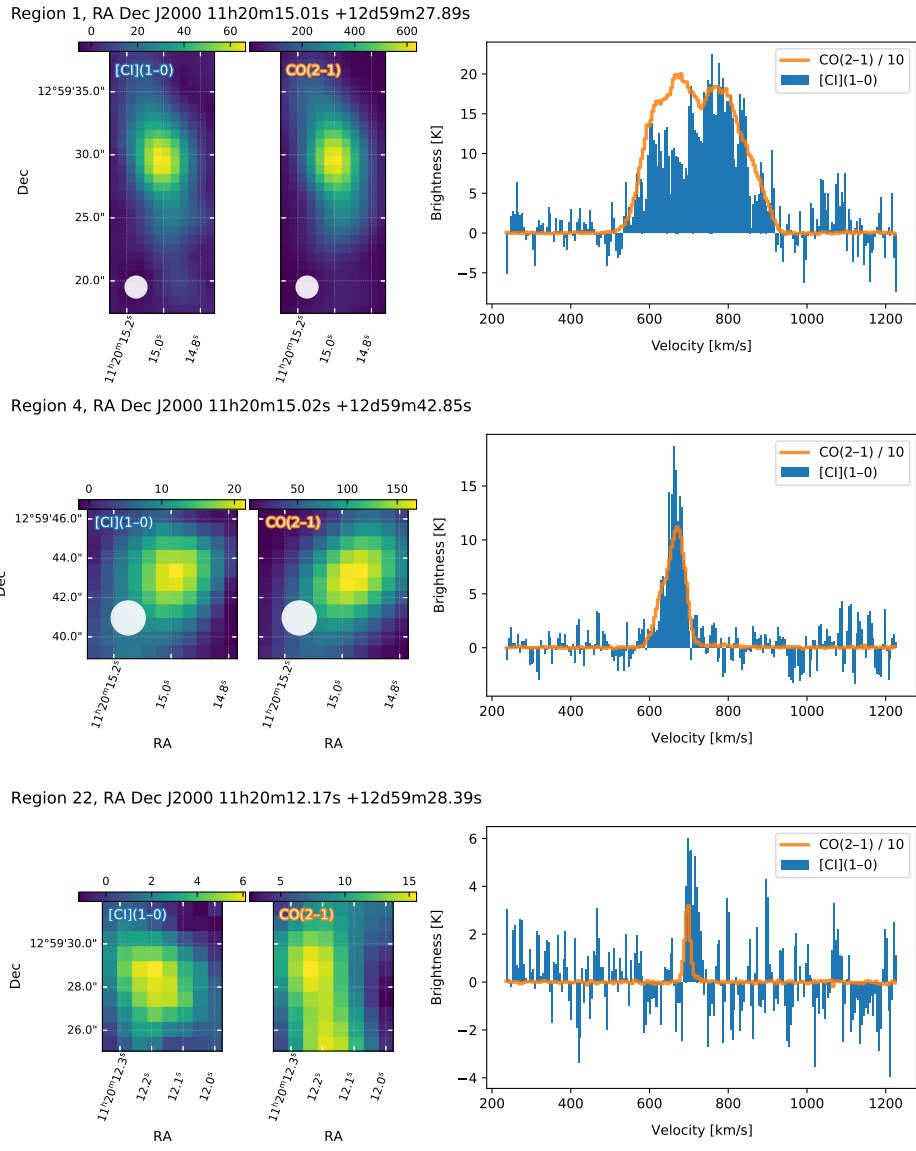 Region 1, RA Dec J2000 11h20m15.01s +12d59m27.89s
0 20 40 60
200 400 600
[CI](1–0)
CO(2–1)
12°59'35.0"
30.0"
25.0"
20.0"
Dec
11ʰ20ᵐ15.2ˢ 15.0ˢ 14.8ˢ
11ʰ20ᵐ15.2ˢ 15.0ˢ 14.8ˢ
CO(2–1) / 10
[CI](1–0)
Brightness [K]
20
15
10
5
0
−5
200 400 600 800 1000 1200
Velocity [km/s]
Region 4, RA Dec J2000 11h20m15.02s +12d59m42.85s
0 10 20
50 100 150
[CI](1–0)
CO(2–1)
12°59'46.0"
44.0"
42.0"
40.0"
Dec
11ʰ20ᵐ15.2ˢ 15.0ˢ 14.8ˢ
11ʰ20ᵐ15.2ˢ 15.0ˢ 14.8ˢ
RA
RA
CO(2–1) / 10
[CI](1–0)
Brightness [K]
15
10
5
0
200 400 600 800 1000 1200
Velocity [km/s]
Region 22, RA Dec J2000 11h20m12.17s +12d59m28.39s
0 2 4 6
5 10 15
[CI](1–0)
CO(2–1)
12°59'30.0"
28.0"
26.0"
Dec
11ʰ20ᵐ12.3ˢ 12.2ˢ 12.1ˢ 12.0ˢ
11ʰ20ᵐ12.3ˢ 12.2ˢ 12.1ˢ 12.0ˢ
RA
RA
CO(2–1) / 10
[CI](1–0)
Brightness [K]
6
4
2
0
−2
−4
200 400 600 800 1000 1200
Velocity [km/s]